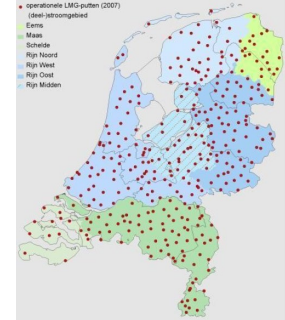 operationele LMG-putten (2007)
(deel-)stroomgebied
Eems
Maas
Schelde
Rijn Noord
Rijn West
Rijn Oost
Rijn Midden